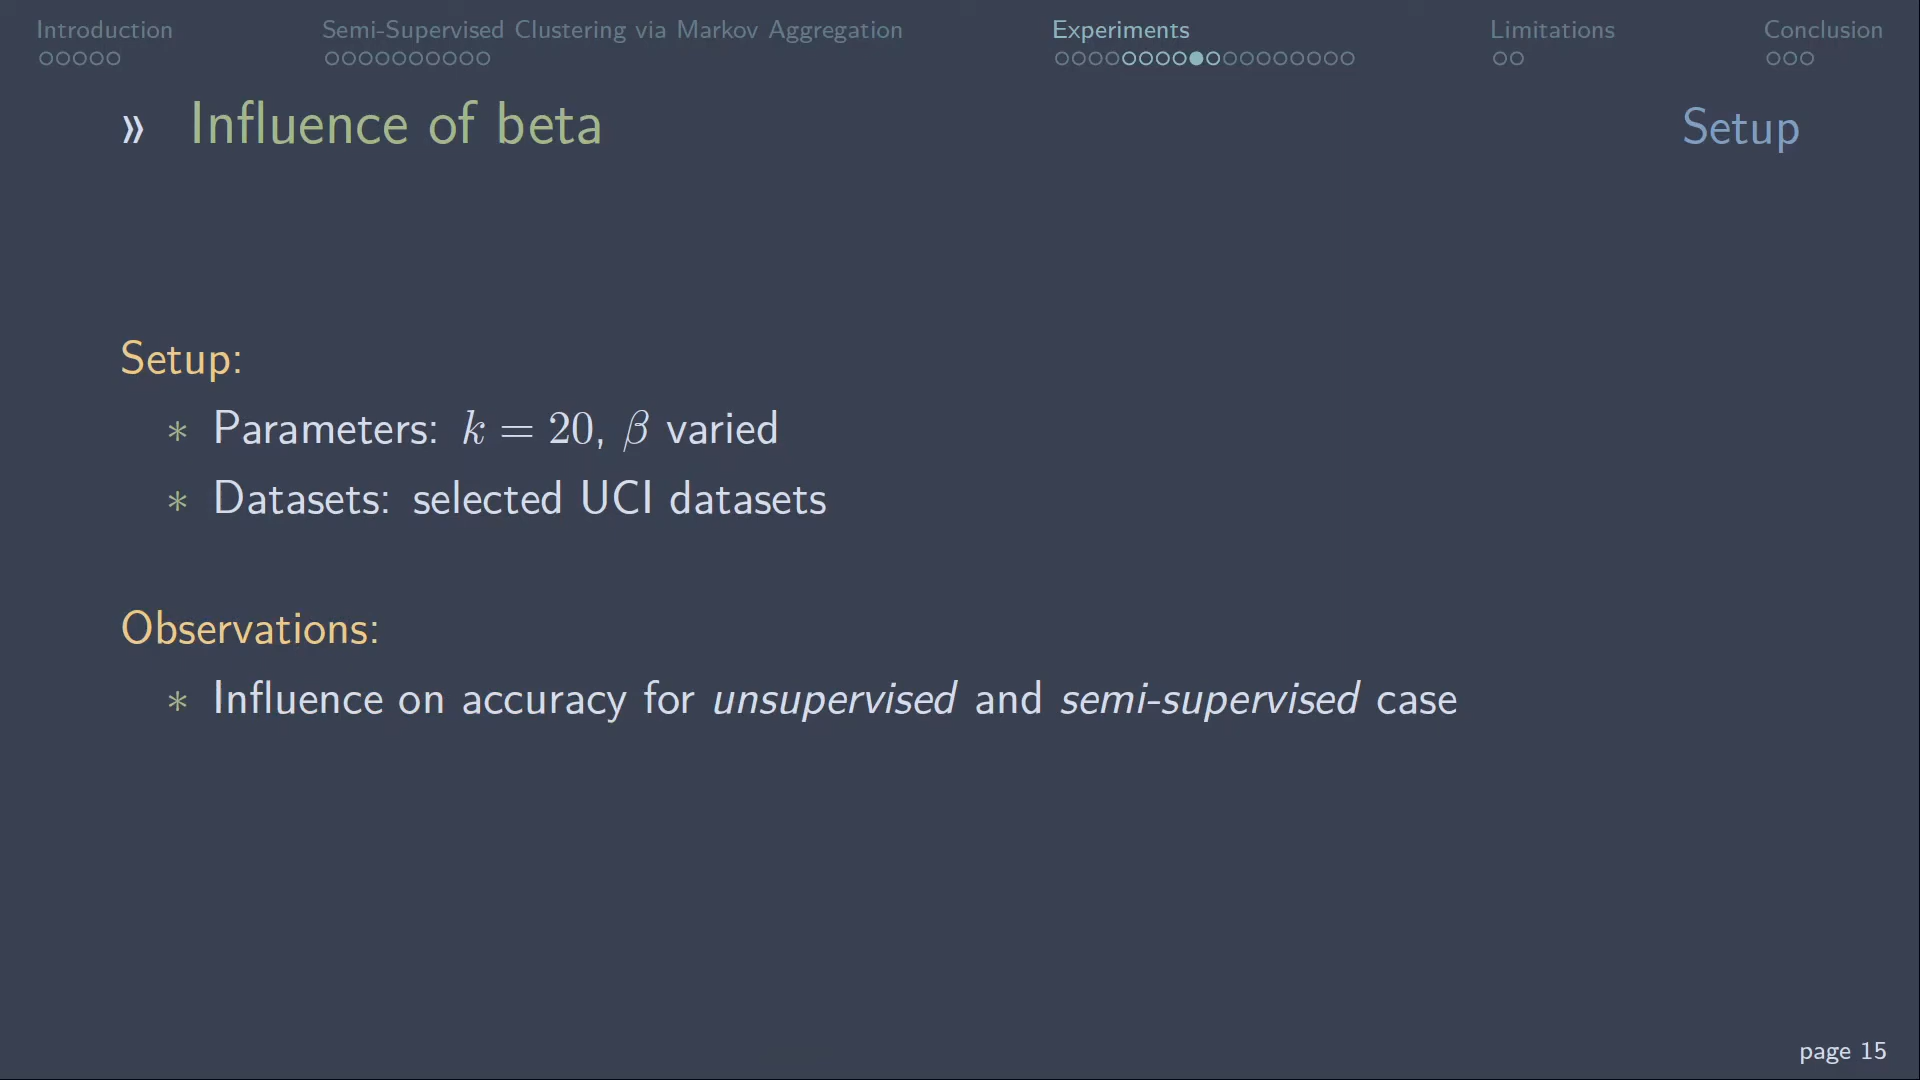 Introduction Semi-Supervised Clustering via Markov Aggregation Experiments Limitations Conclusion
» Influence of beta Setup
Setup:
∗ Parameters: k = 20, β varied
∗ Datasets: selected UCI datasets
Observations:
∗ Influence on accuracy for unsupervised and semi-supervised case
page 15